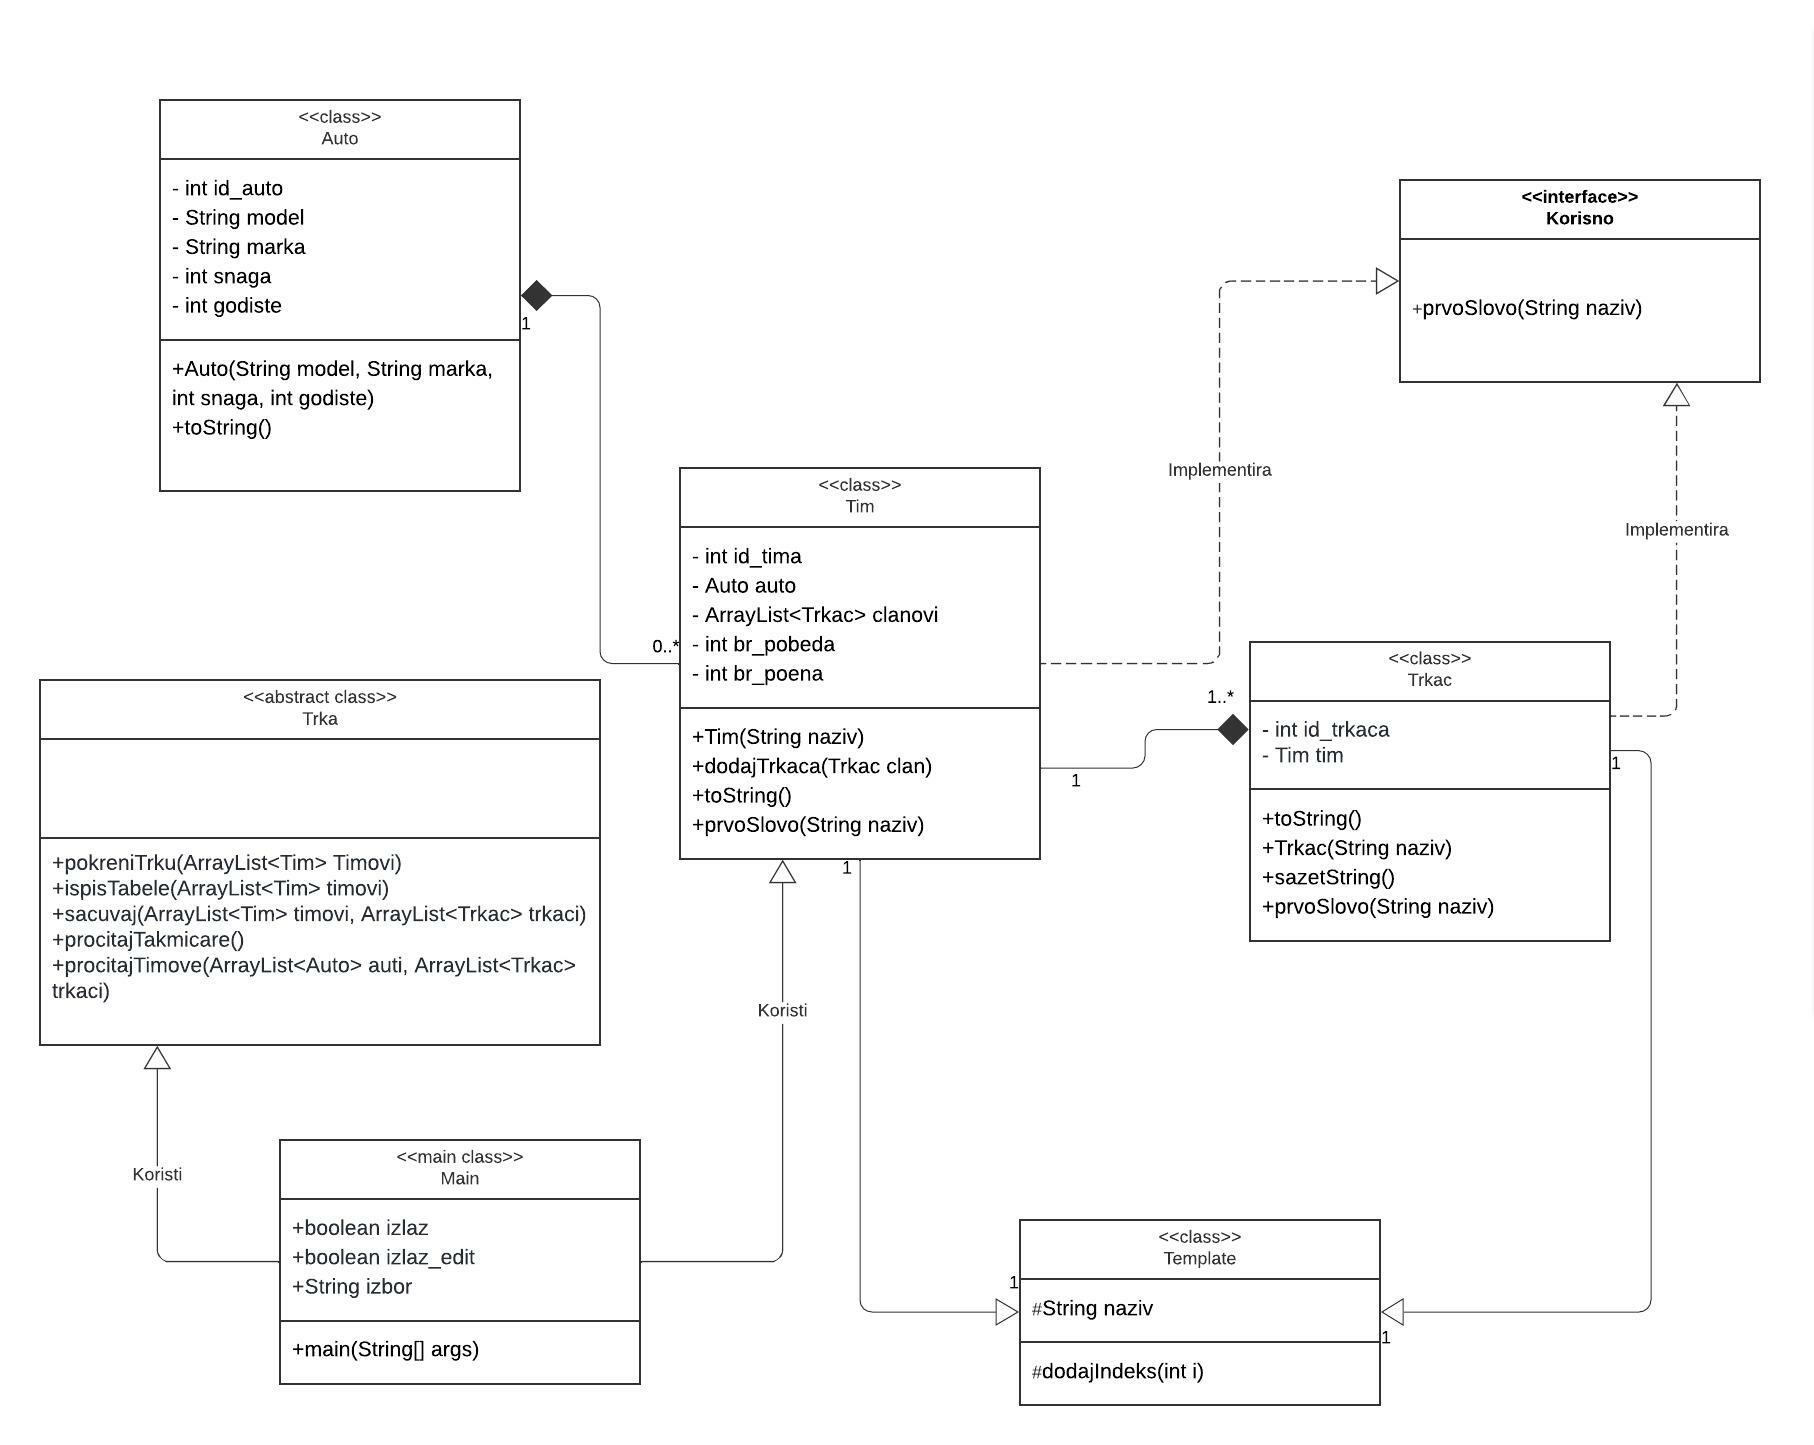 <<class>>
Auto
- int id_auto
- String model
- String marka
- int snaga
- int godiste
+Auto(String model, String marka,
int snaga, int godiste)
+toString()
1
<<interface>>
Korisno
+prvoSlovo(String naziv)
Implementira
Implementira
<<class>>
Tim
- int id_tima
- Auto auto
- ArrayList<Trkac> clanovi
- int br_pobeda
- int br_poena
+Tim(String naziv)
+dodajTrkaca(Trkac clan)
+toString()
+prvoSlovo(String naziv)
0..*
1..*
1
1
<<class>>
Trkac
- int id_trkaca
- Tim tim
+toString()
+Trkac(String naziv)
+sazetString()
+prvoSlovo(String naziv)
1
<<abstract class>>
Trka
+pokreniTrku(ArrayList<Tim> Timovi)
+ispisTabele(ArrayList<Tim> timovi)
+sacuvaj(ArrayList<Tim> timovi, ArrayList<Trkac> trkaci)
+procitajTakmicare()
+procitajTimove(ArrayList<Auto> auti, ArrayList<Trkac>
trkaci)
Koristi
Koristi
<<main class>>
Main
+boolean izlaz
+boolean izlaz_edit
+String izbor
+main(String[] args)
<<class>>
Template
1
#String naziv
1
#dodajIndeks(int i)